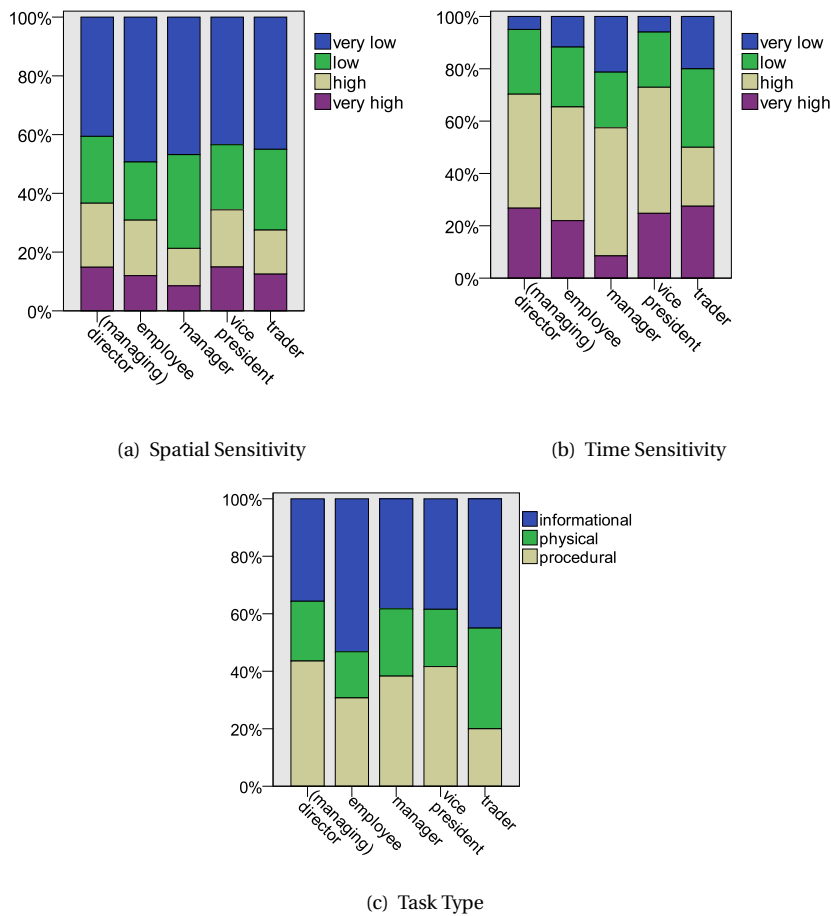 100%
80%
60%
40%
20%
0%
(managing)
director
employee
manager
vice
president
trader
very low
low
high
very high
(a) Spatial Sensitivity
100%
80%
60%
40%
20%
0%
(managing)
director
employee
manager
vice
president
trader
very low
low
high
very high
(b) Time Sensitivity
100%
80%
60%
40%
20%
0%
(managing)
director
employee
manager
vice
president
trader
informational
physical
procedural
(c) Task Type